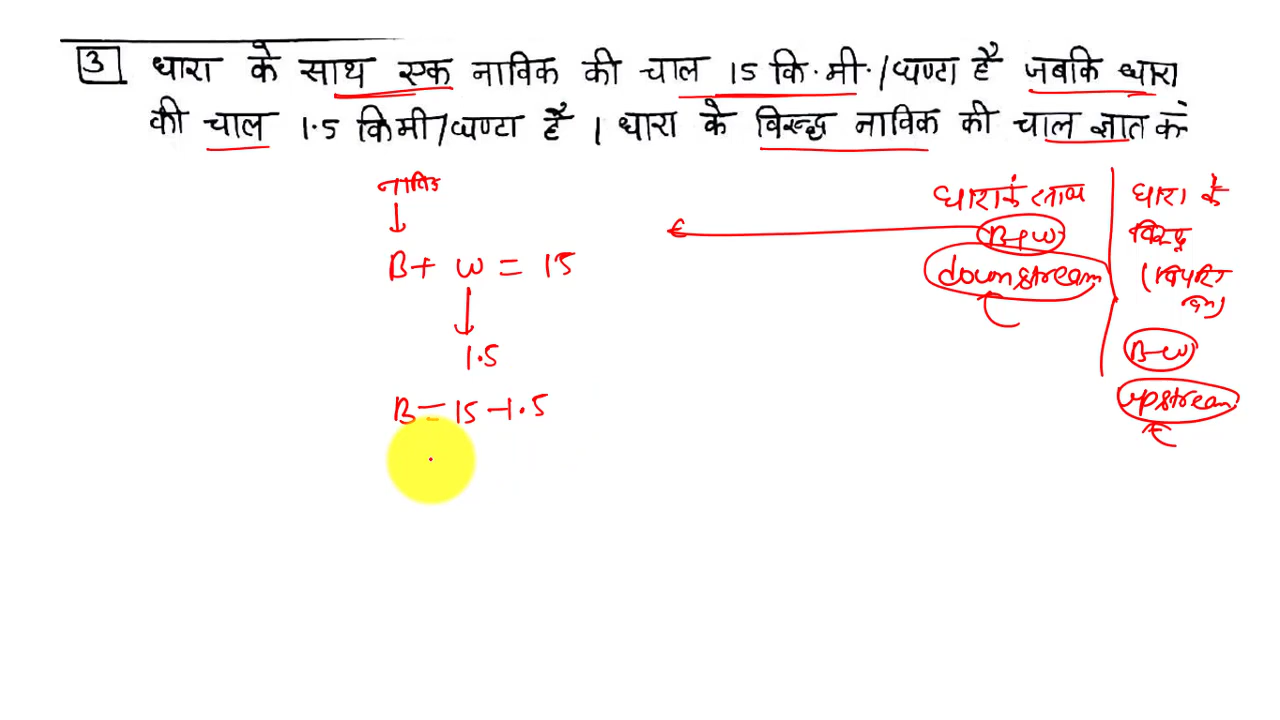 3 धारा के साथ एक नाविक की चाल 15 कि.मी./घण्टा है जबकि धारा
की चाल 1.5 किमी/घण्टा है । धारा के विरूद्ध नाविक की चाल ज्ञात करें
नाविक
B+ w = 15
1.5
B = 15 - 1.5
धारा के साथ
B+w
downstream
धारा के
विरुद्ध
(विपरित
B-w
upstream